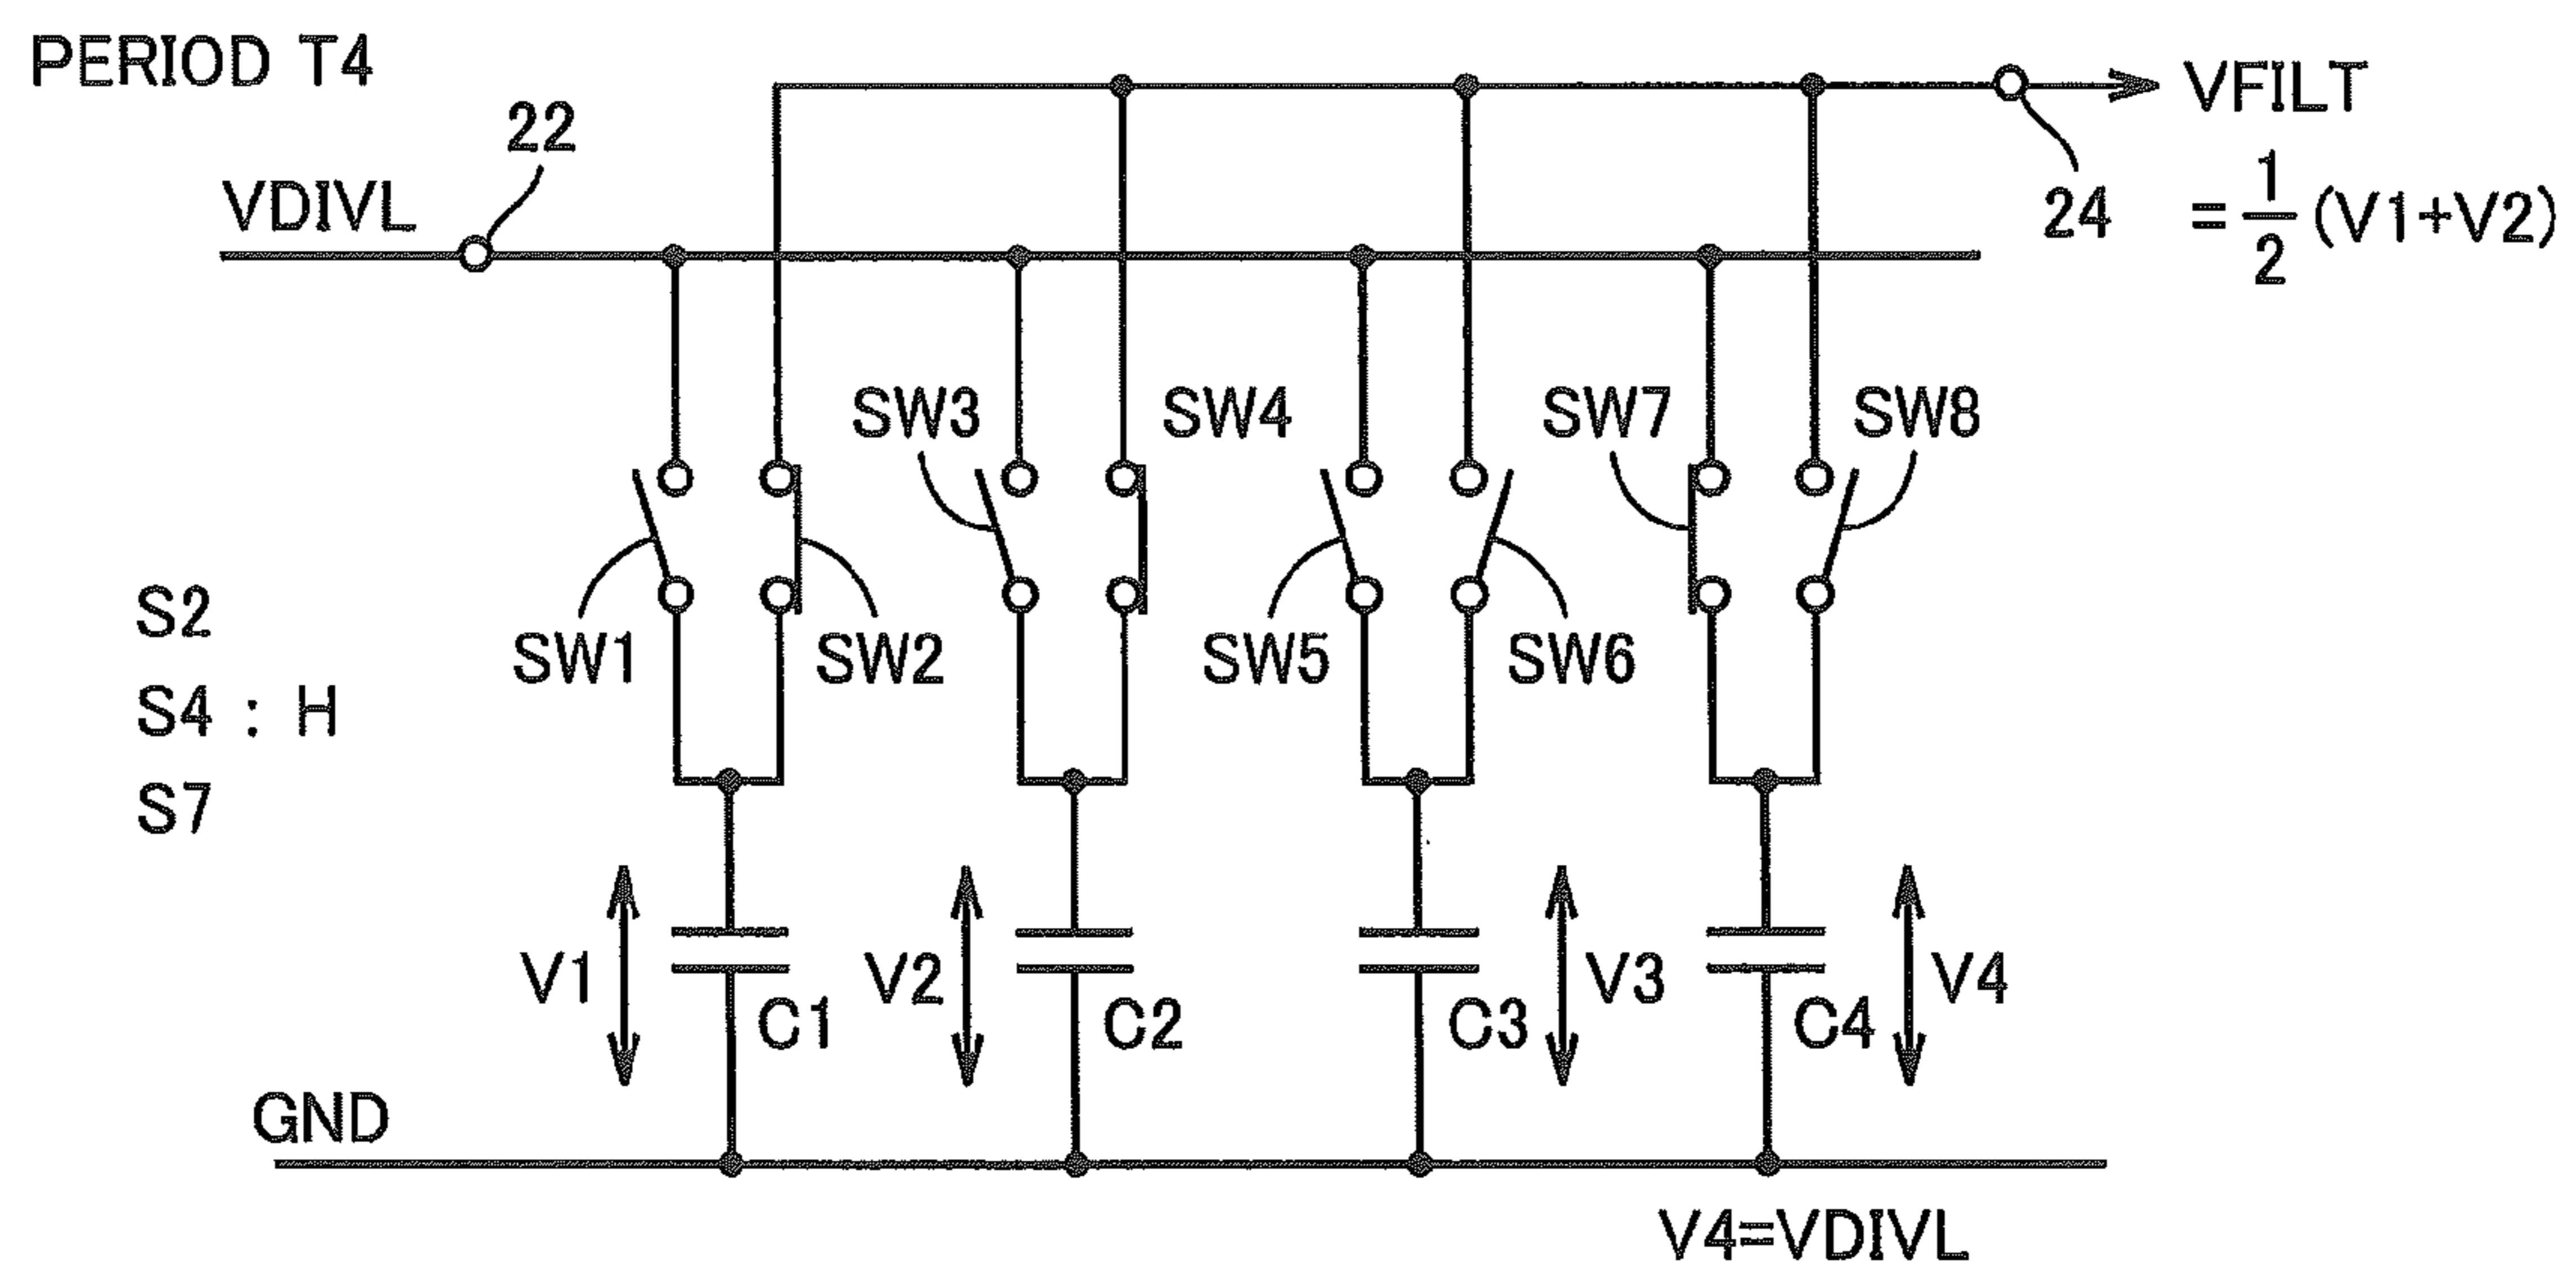 PERIOD T4
22
VDIVL
VFILT
24
= 1/2 (V1+V2)
SW3
SW4
SW7
SW8
SW1
SW2
SW5
SW6
S2
S4 : H
S7
V1
C1
V2
C2
C3
V3
C4
V4
GND
V4=VDIVL